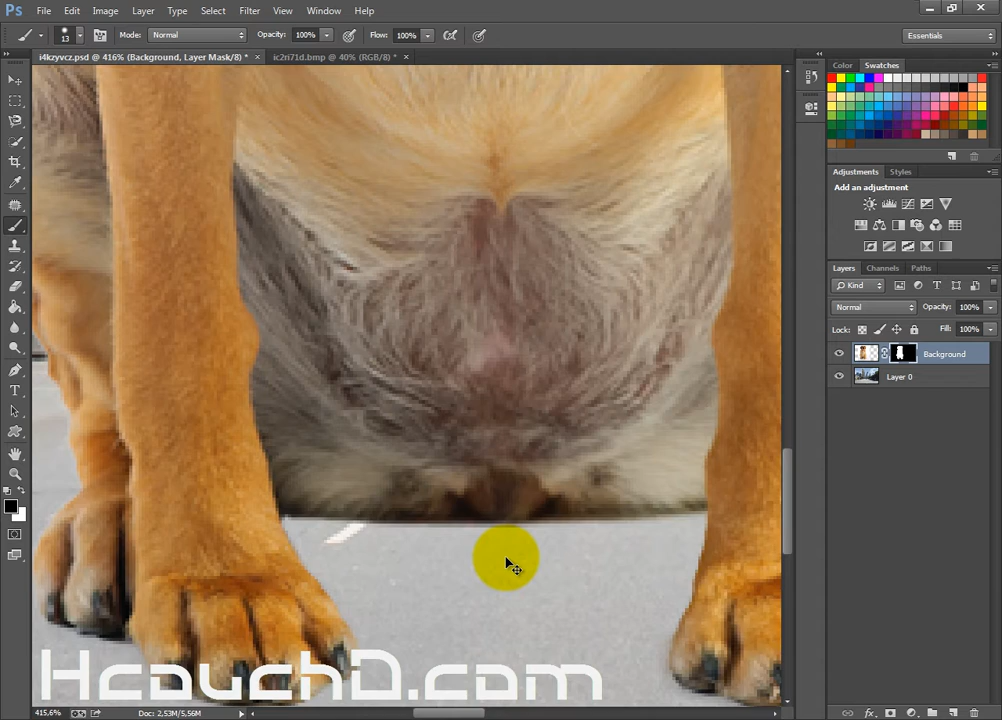 Ps File Edit Image Layer Type Select Filter 3D View Window Help
13 Mode: Normal Opacity: 100% Flow: 100% Essentials
i4kzyvcz.psd @ 416% (Background, Layer Mask/8) * × ic2ri71d.bmp @ 40% (RGB/8) * ×
Color Swatches
Adjustments Styles
Add an adjustment
Layers Channels Paths
Kind
Normal Opacity: 100%
Lock: Fill: 100%
Background
Layer 0
HcouchD.com
415,6% Doc: 2,53M/5,56M